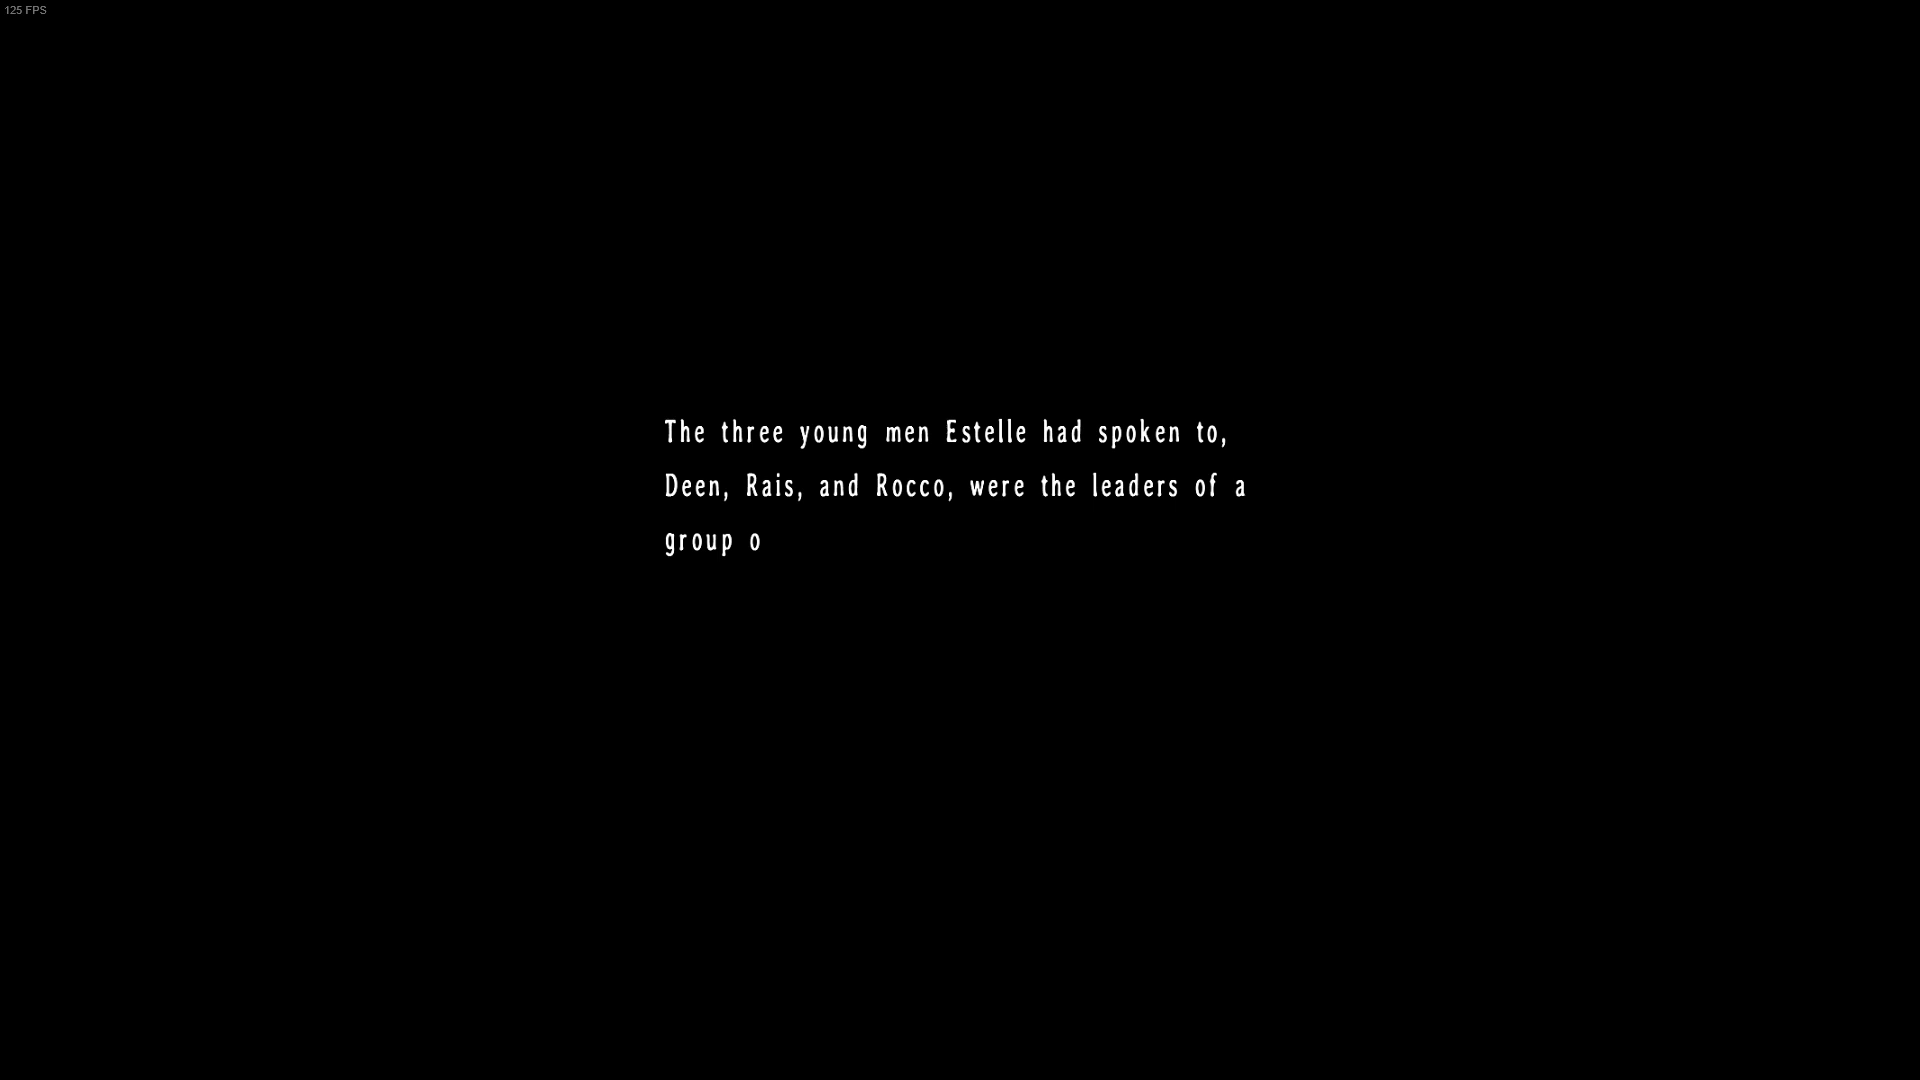 125 FPS
The three young men Estelle had spoken to,
Deen, Rais, and Rocco, were the leaders of a
group o